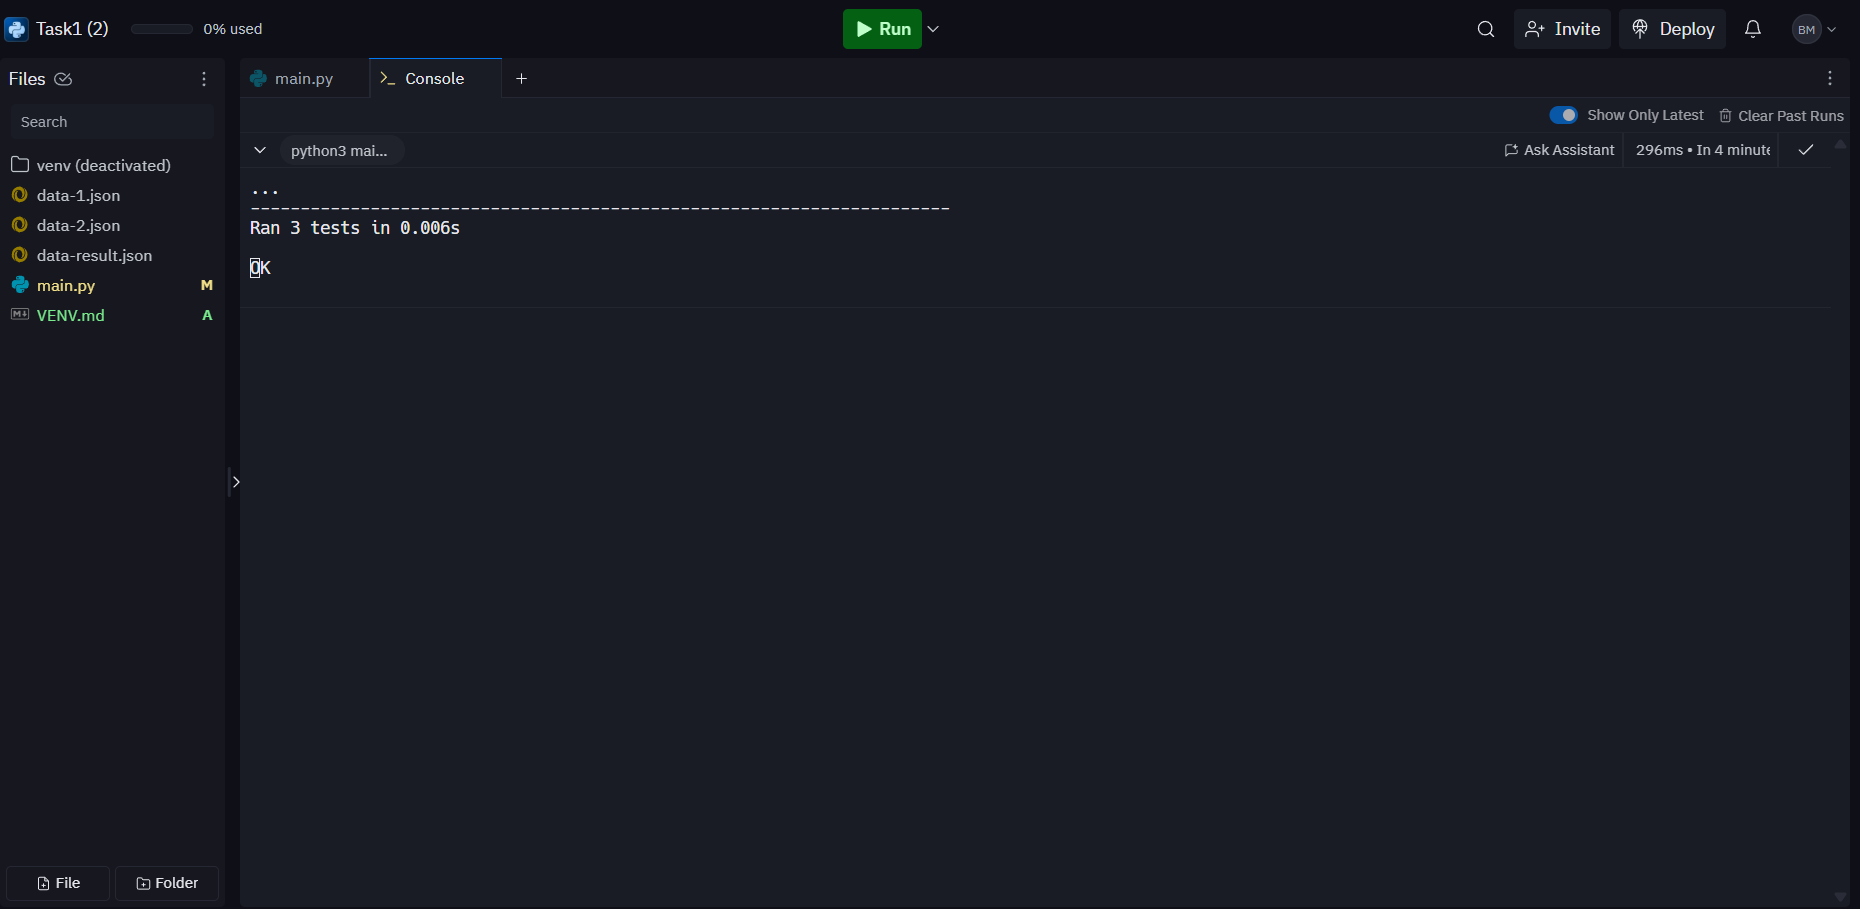 Task1 (2)
0% used
Run
Invite
Deploy
BM
Files
Search
venv (deactivated)
data-1.json
data-2.json
data-result.json
main.py M
VENV.md A
File
Folder
main.py
Console
Show Only Latest
Clear Past Runs
python3 mai...
Ask Assistant
296ms • In 4 minute
...
----------------------------------------------------------------------
Ran 3 tests in 0.006s
OK